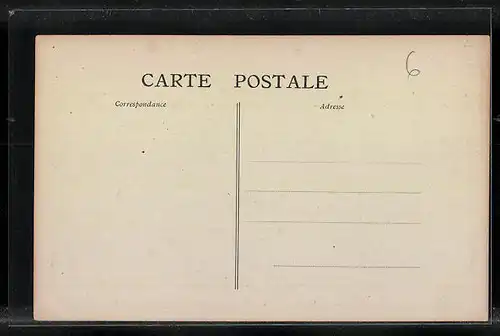 6
CARTE POSTALE
Correspondance
Adresse